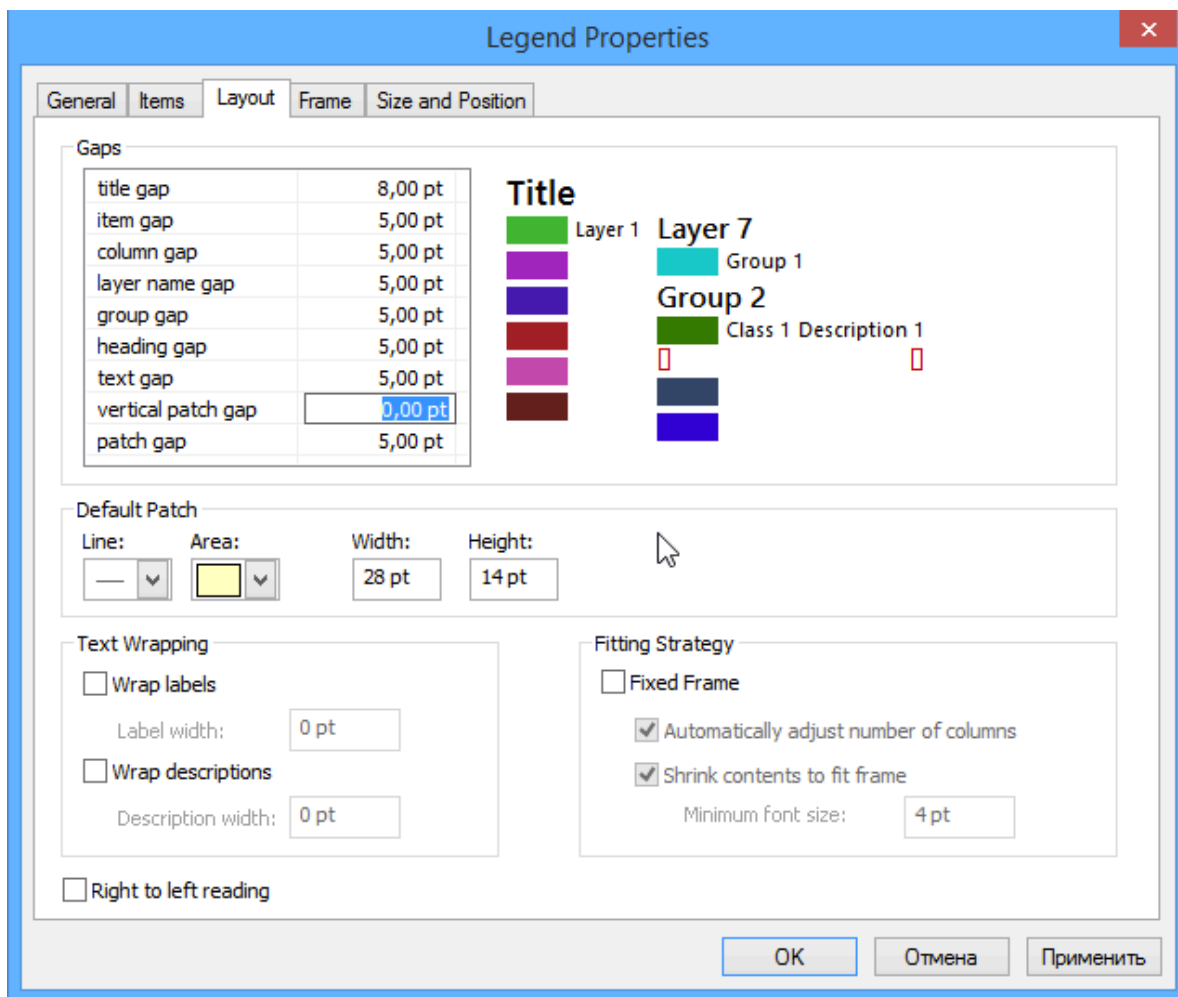 Legend Properties
General Items Layout Frame Size and Position
Gaps
title gap 8,00 pt
item gap 5,00 pt
column gap 5,00 pt
layer name gap 5,00 pt
group gap 5,00 pt
heading gap 5,00 pt
text gap 5,00 pt
vertical patch gap 0,00 pt
patch gap 5,00 pt
Title
Layer 1
Layer 7
Group 1
Group 2
Class 1 Description 1
Default Patch
Line: Area: Width: Height:
28 pt 14 pt
Text Wrapping
Wrap labels
Label width: 0 pt
Wrap descriptions
Description width: 0 pt
Fitting Strategy
Fixed Frame
Automatically adjust number of columns
Shrink contents to fit frame
Minimum font size: 4 pt
Right to left reading
OK Отмена Применить